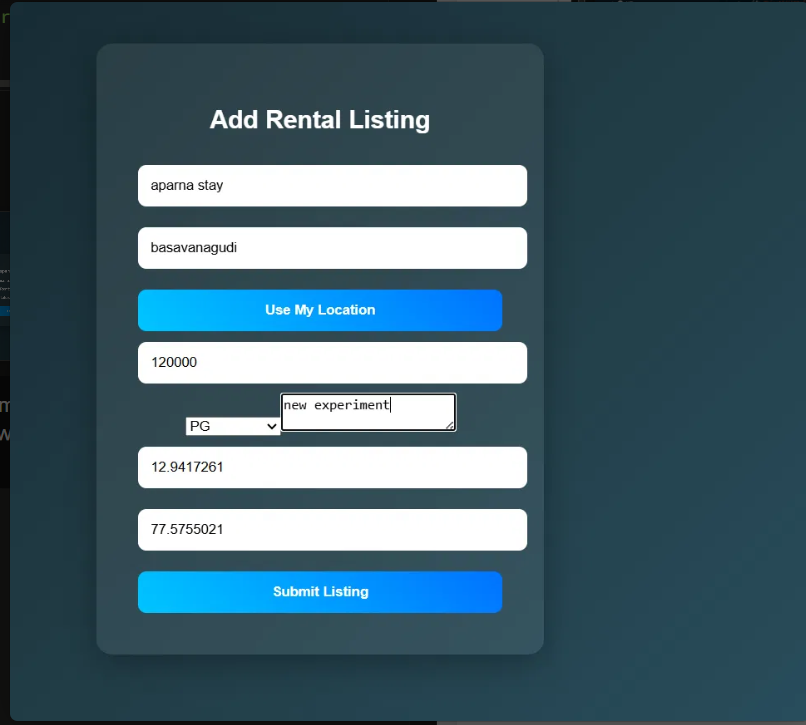 Add Rental Listing
aparna stay
basavanagudi
Use My Location
120000
PG
new experiment
12.9417261
77.5755021
Submit Listing